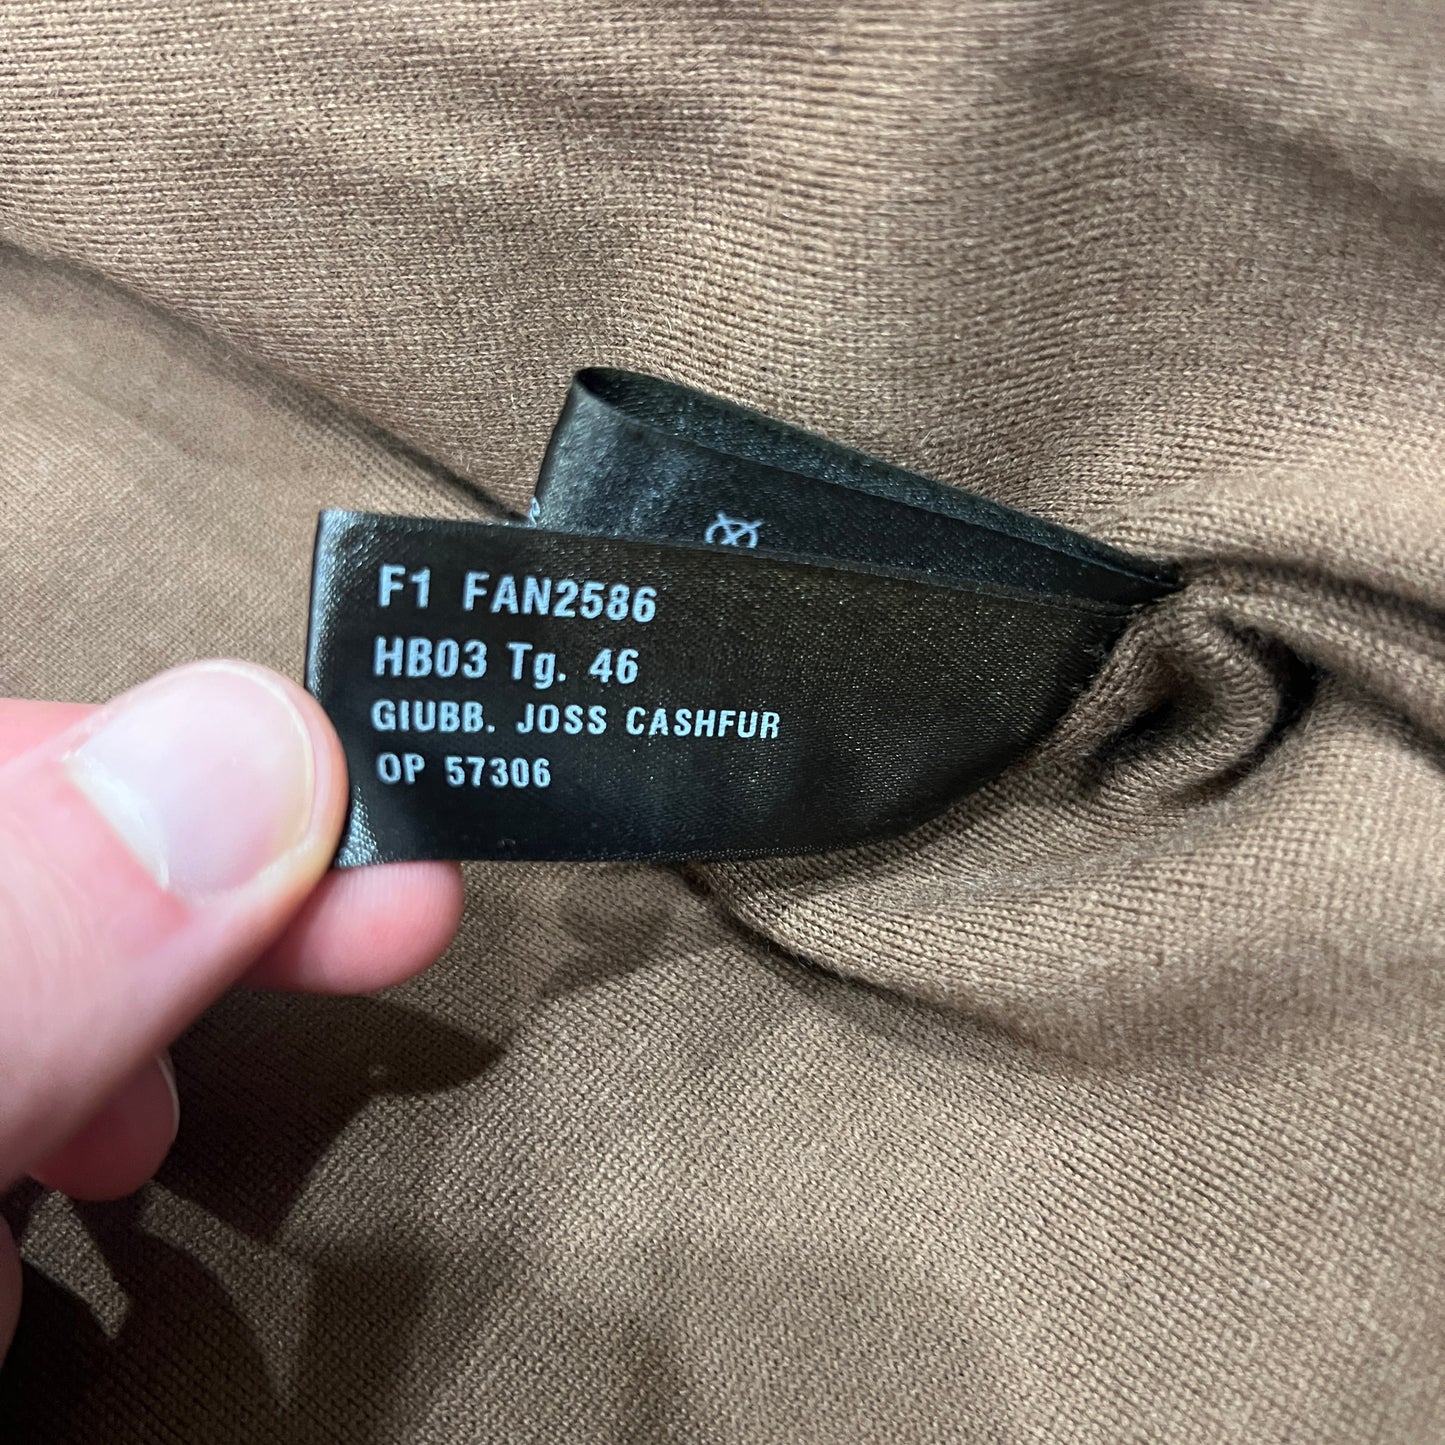 F1 FAN2586
HB03 Tg. 46
GIUBB. JOSS CASHFUR
OP 57306